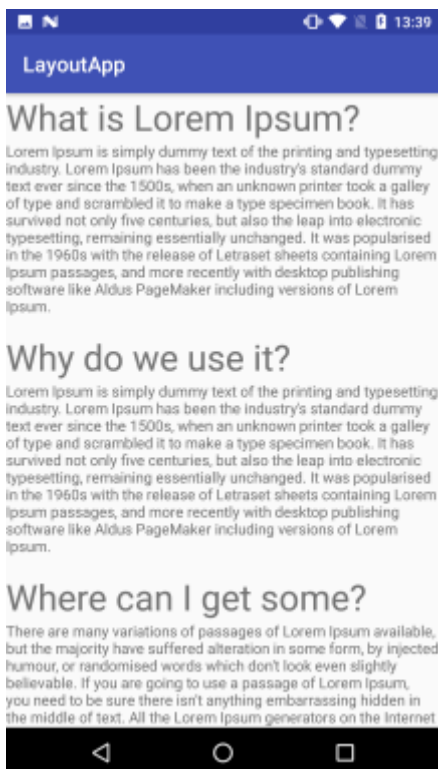 13:39
LayoutApp
What is Lorem Ipsum?
Lorem Ipsum is simply dummy text of the printing and typesetting
industry. Lorem Ipsum has been the industry's standard dummy
text ever since the 1500s, when an unknown printer took a galley
of type and scrambled it to make a type specimen book. It has
survived not only five centuries, but also the leap into electronic
typesetting, remaining essentially unchanged. It was popularised
in the 1960s with the release of Letraset sheets containing Lorem
Ipsum passages, and more recently with desktop publishing
software like Aldus PageMaker including versions of Lorem
Ipsum.
Why do we use it?
Lorem Ipsum is simply dummy text of the printing and typesetting
industry. Lorem Ipsum has been the industry's standard dummy
text ever since the 1500s, when an unknown printer took a galley
of type and scrambled it to make a type specimen book. It has
survived not only five centuries, but also the leap into electronic
typesetting, remaining essentially unchanged. It was popularised
in the 1960s with the release of Letraset sheets containing Lorem
Ipsum passages, and more recently with desktop publishing
software like Aldus PageMaker including versions of Lorem
Ipsum.
Where can I get some?
There are many variations of passages of Lorem Ipsum available,
but the majority have suffered alteration in some form, by injected
humour, or randomised words which don't look even slightly
believable. If you are going to use a passage of Lorem Ipsum,
you need to be sure there isn't anything embarrassing hidden in
the middle of text. All the Lorem Ipsum generators on the Internet